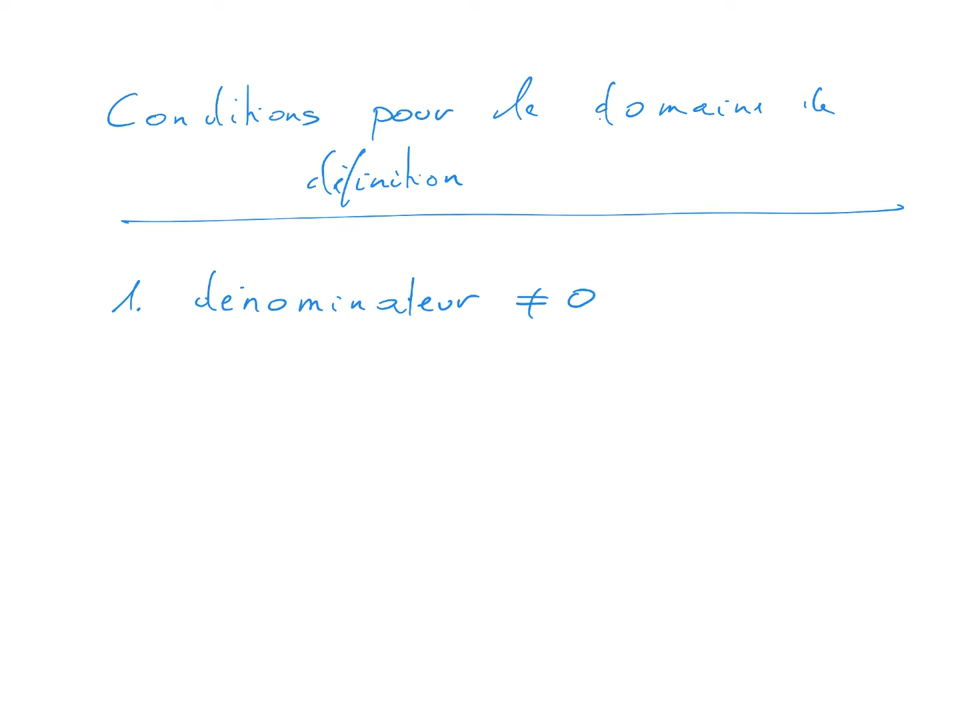 Conditions pour le domaine de
définition
1. dénominateur ≠ 0